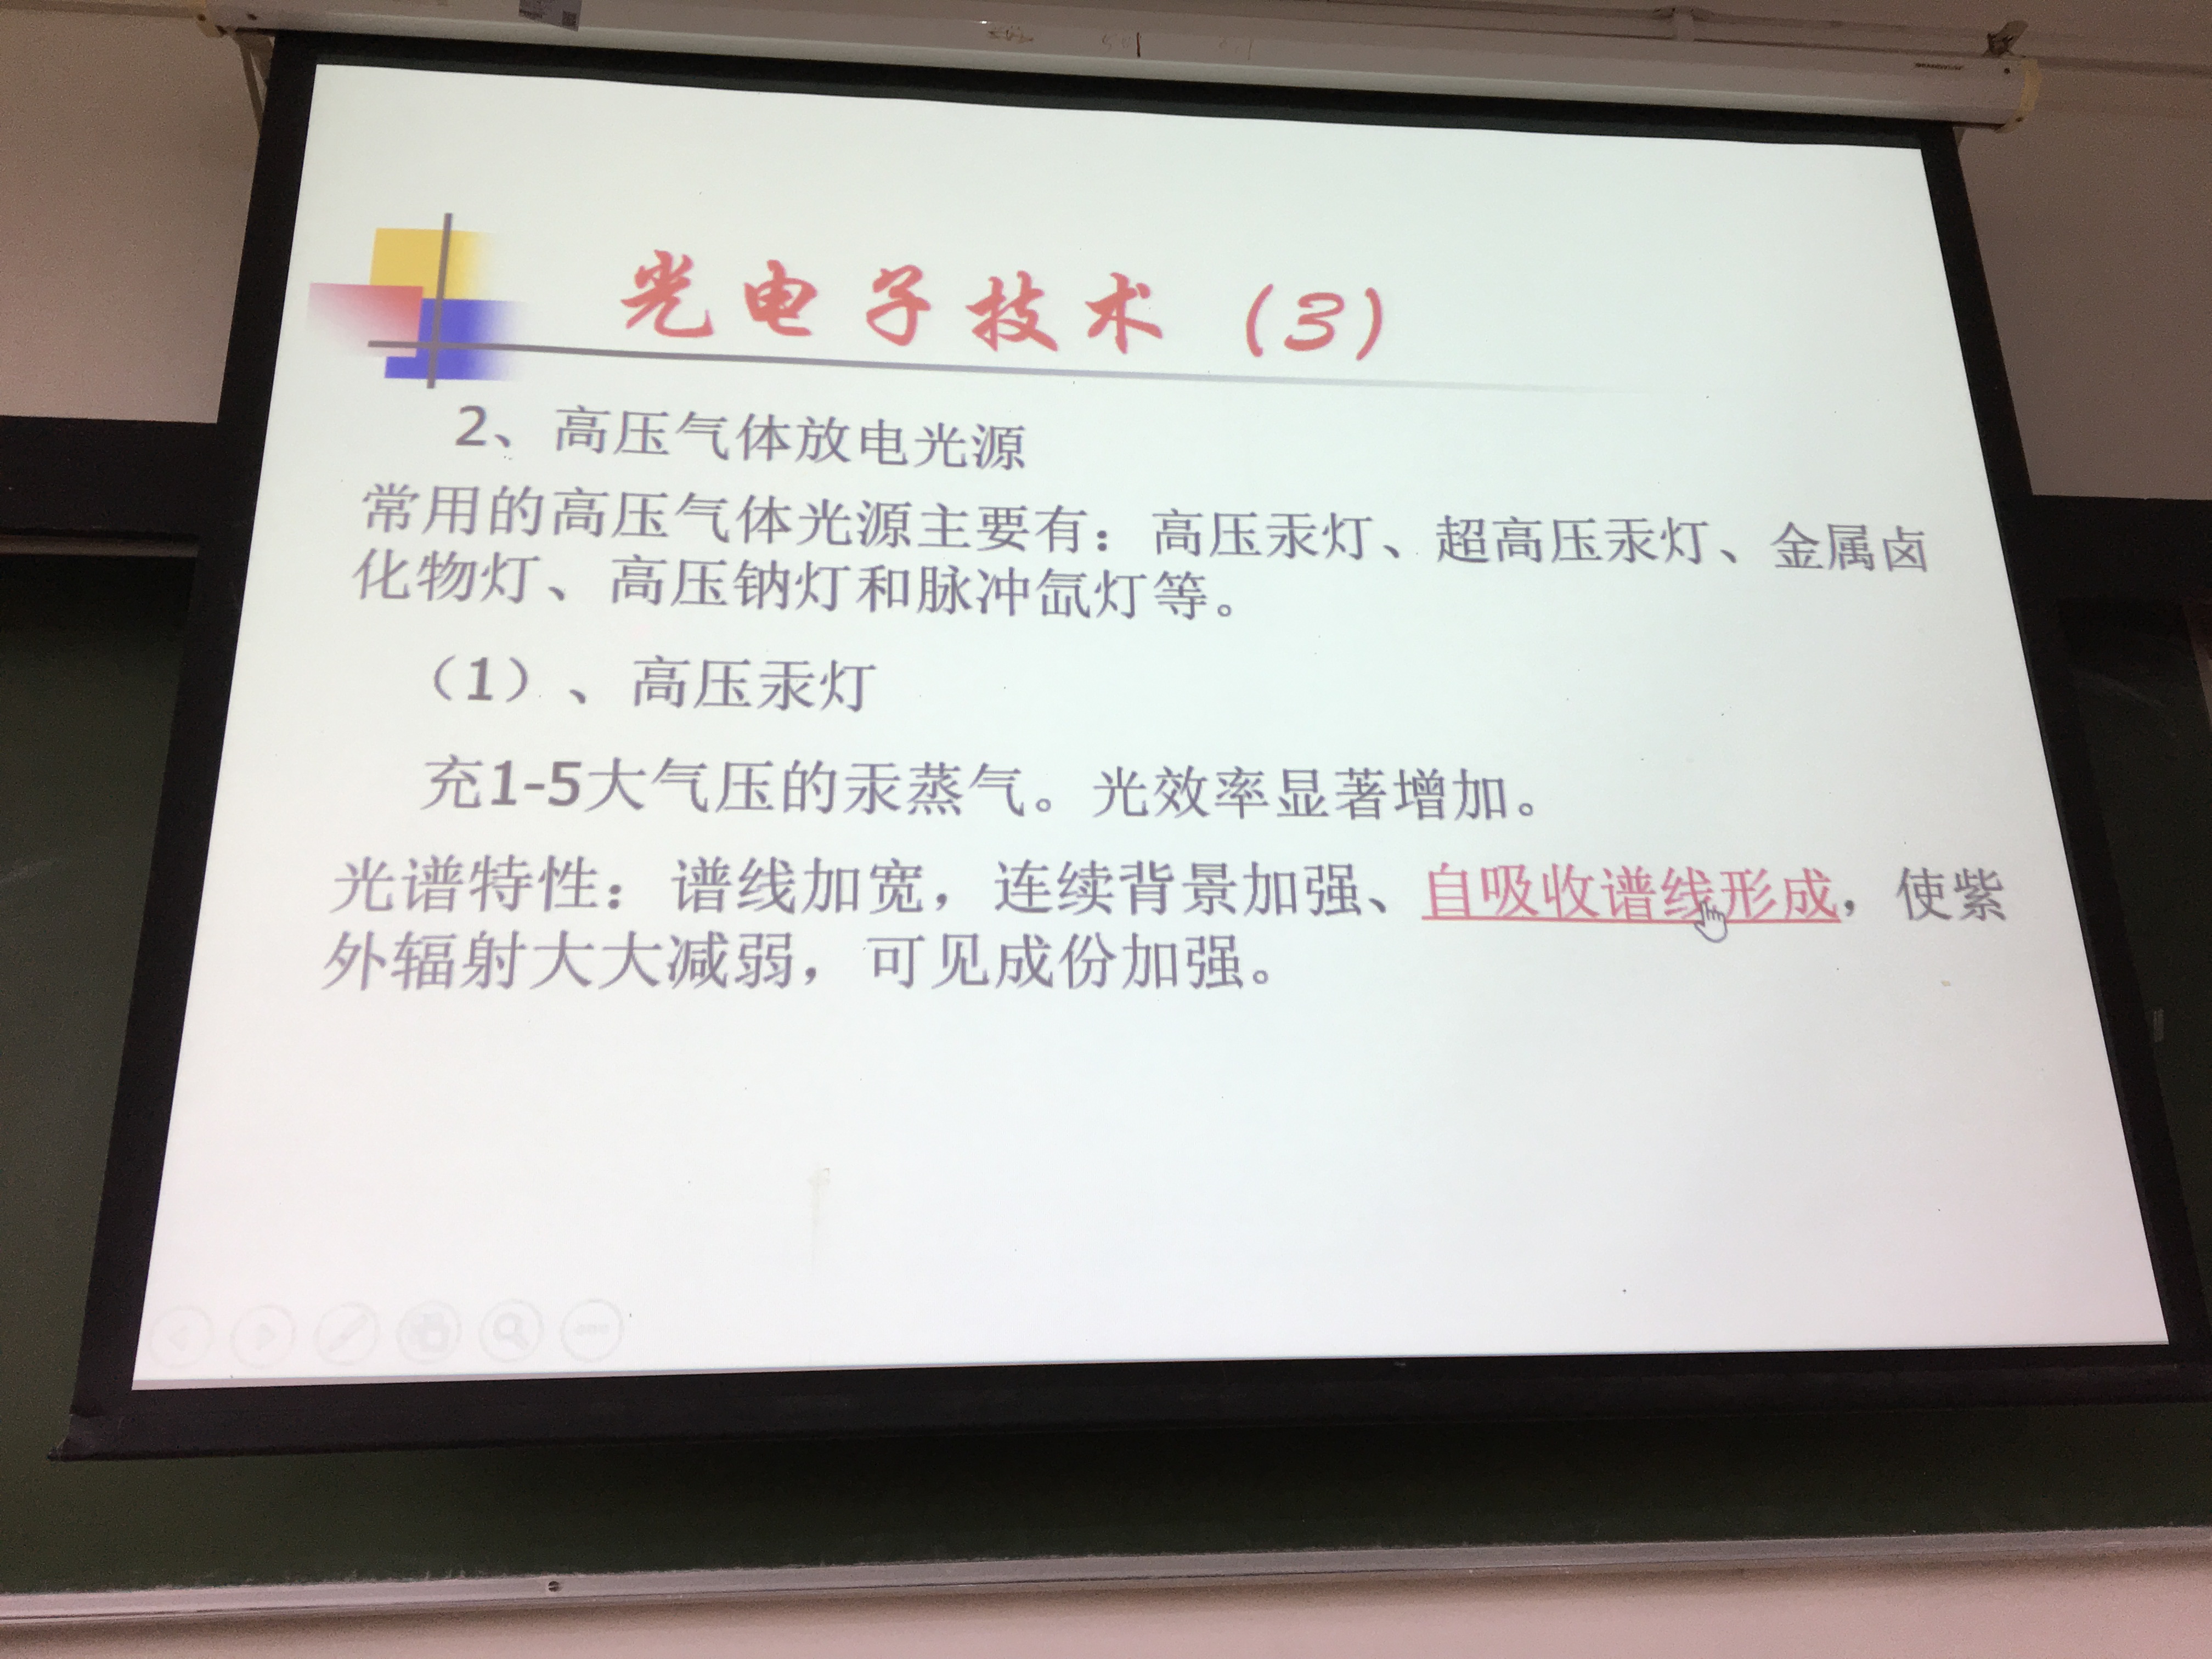 光电子技术（3）
2、高压气体放电光源
常用的高压气体光源主要有：高压汞灯、超高压汞灯、金属卤
化物灯、高压钠灯和脉冲氙灯等。
（1）、高压汞灯
充1-5大气压的汞蒸气。光效率显著增加。
光谱特性：谱线加宽，连续背景加强、自吸收谱线形成，使紫
外辐射大大减弱，可见成份加强。